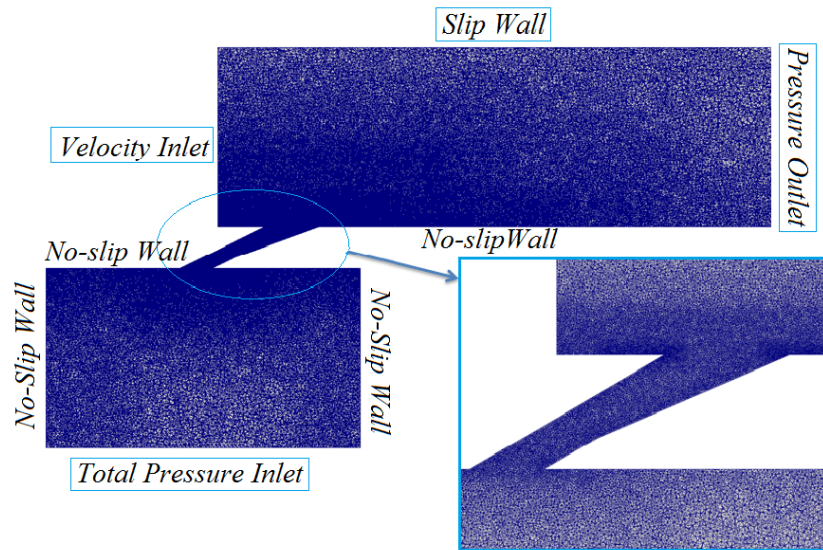 Slip Wall
Pressure Outlet
Velocity Inlet
No-slip Wall
No-slipWall
No-Slip Wall
No-Slip Wall
Total Pressure Inlet